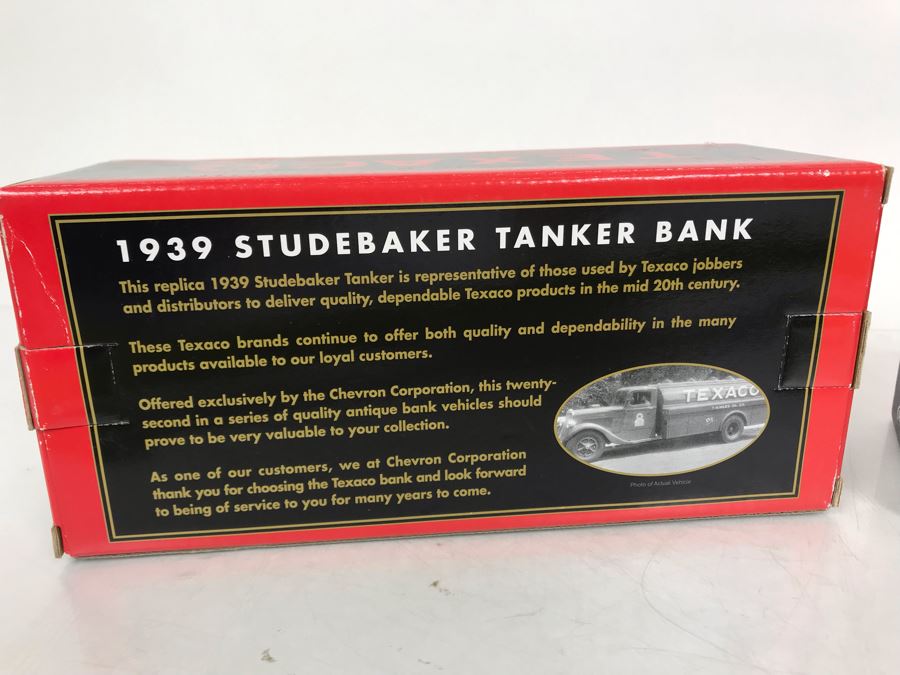 TEXACO
1939 STUDEBAKER TANKER BANK
This replica 1939 Studebaker Tanker is representative of those used by Texaco jobbers
and distributors to deliver quality, dependable Texaco products in the mid 20th century.
These Texaco brands continue to offer both quality and dependability in the many
products available to our loyal customers.
Offered exclusively by the Chevron Corporation, this twenty-
second in a series of quality antique bank vehicles should
prove to be very valuable to your collection.
As one of our customers, we at Chevron Corporation
thank you for choosing the Texaco bank and look forward
to being of service to you for many years to come.
TEXACO
Photo of Actual Vehicle